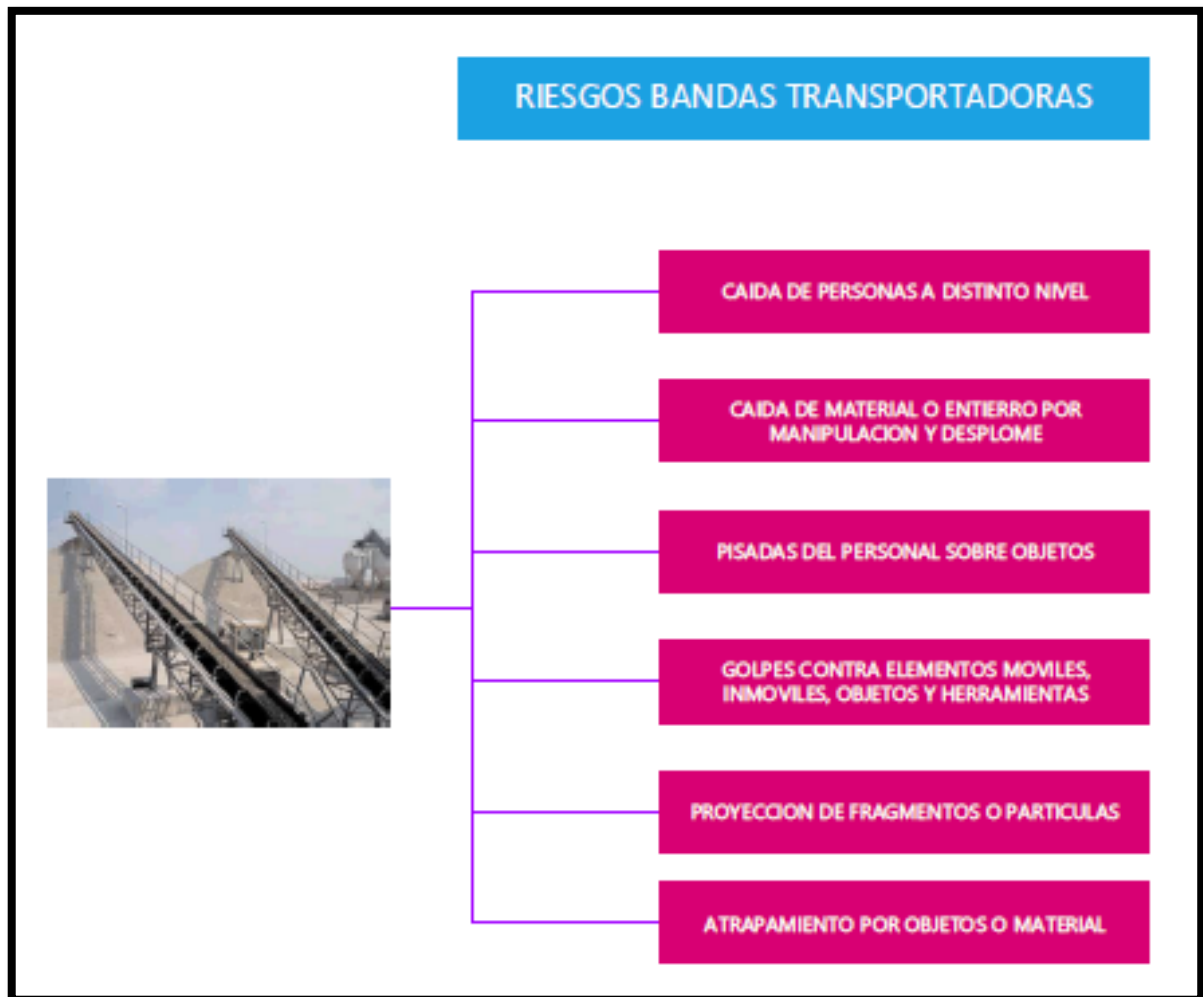 RIESGOS BANDAS TRANSPORTADORAS
CAIDA DE PERSONAS A DISTINTO NIVEL
CAIDA DE MATERIAL O ENTIERRO POR
MANIPULACION Y DESPLOME
PISADAS DEL PERSONAL SOBRE OBJETOS
GOLPES CONTRA ELEMENTOS MOVILES,
INMOVILES, OBJETOS Y HERRAMIENTAS
PROYECCION DE FRAGMENTOS O PARTICULAS
ATRAPAMIENTO POR OBJETOS O MATERIAL